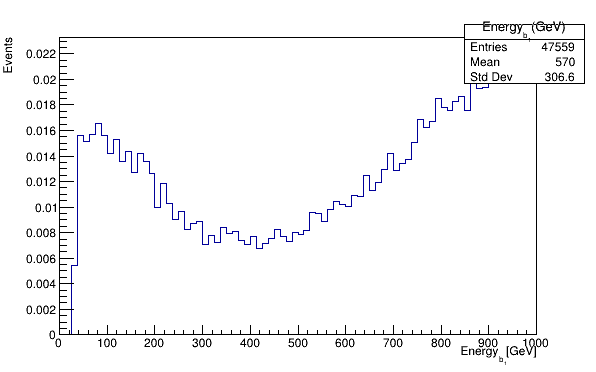 Energy_b_1(GeV)
Entries 47559
Mean 570
Std Dev 306.6
Events
0.022
0.02
0.018
0.016
0.014
0.012
0.01
0.008
0.006
0.004
0.002
0
0 100 200 300 400 500 600 700 800 900 1000
Energy_b_1[GeV]